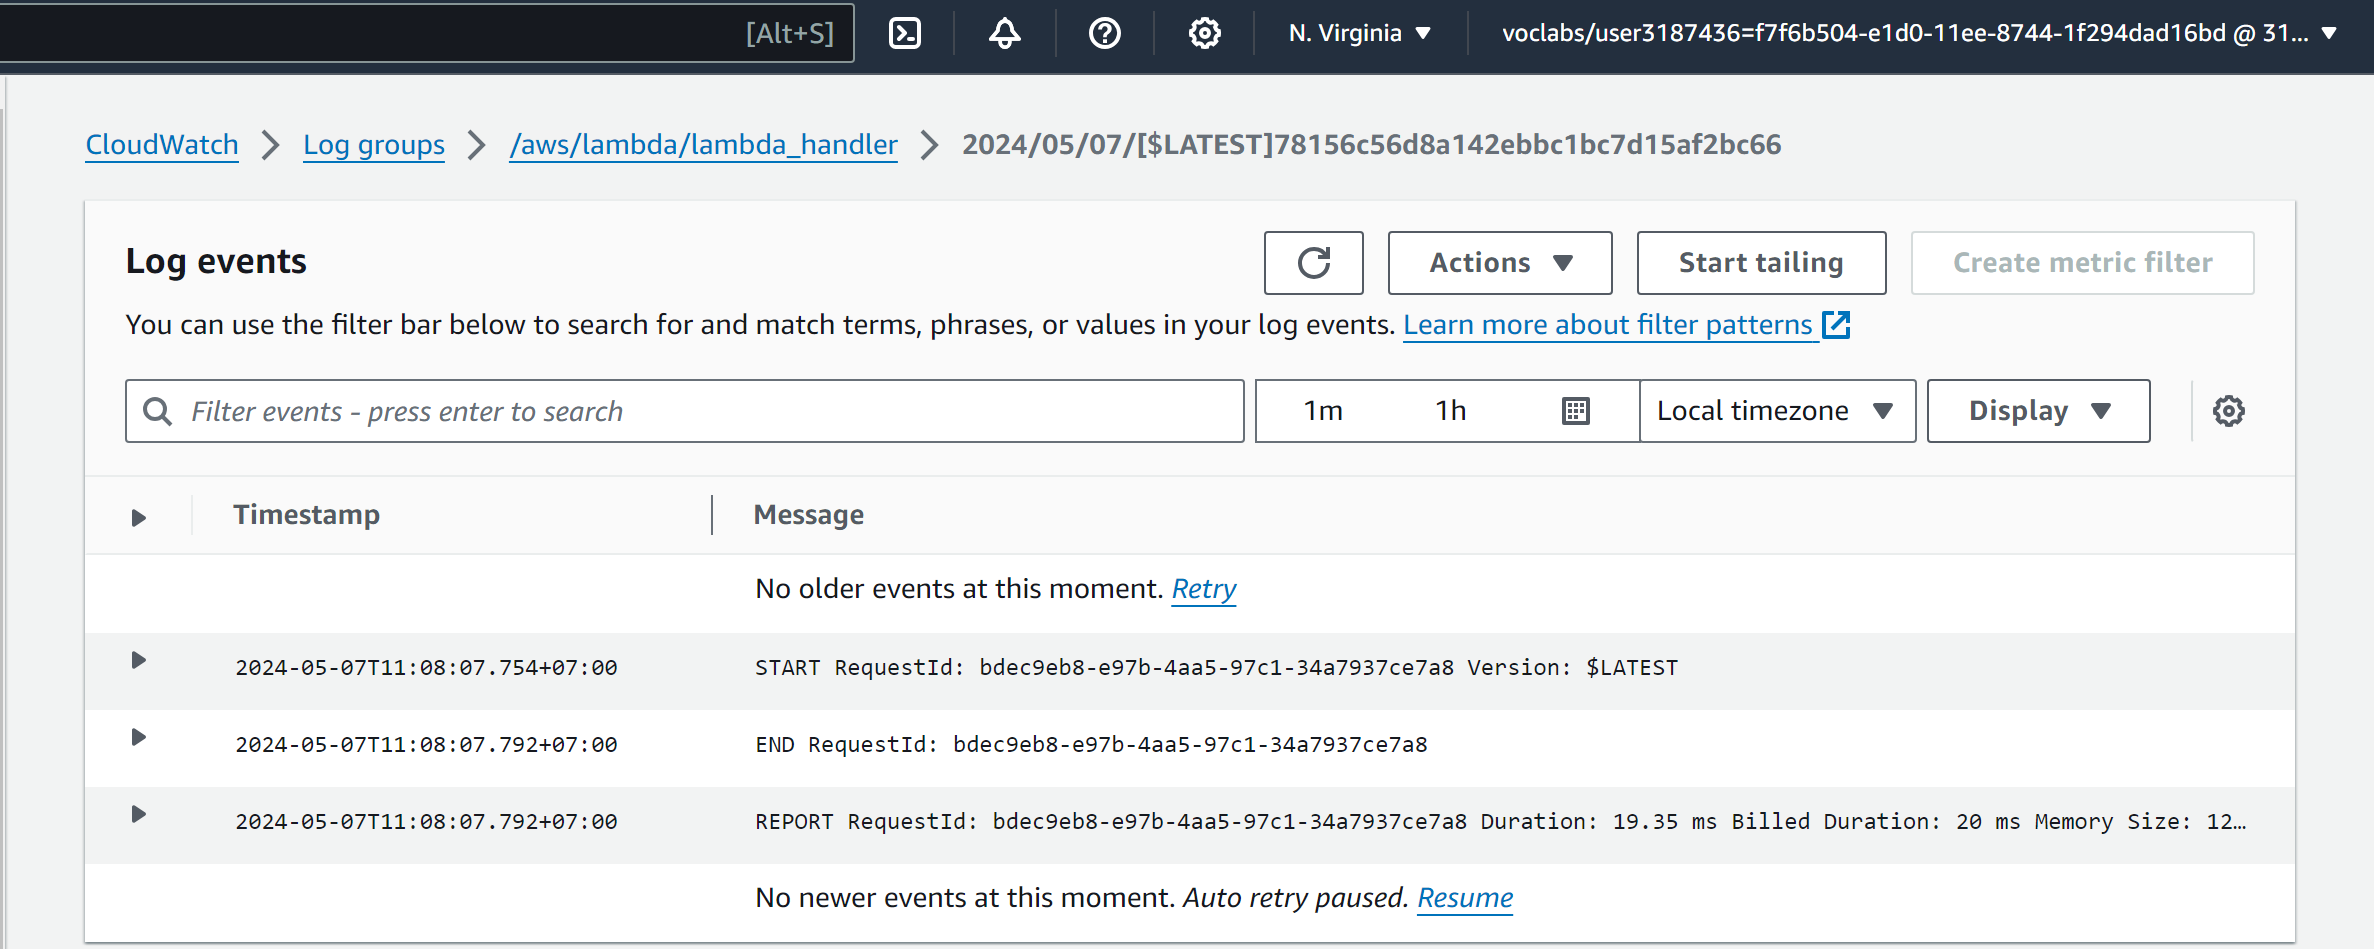 [Alt+S] N. Virginia voclabs/user3187436=f7f6b504-e1d0-11ee-8744-1f294dad16bd @ 31...
CloudWatch Log groups /aws/lambda/lambda_handler 2024/05/07/[$LATEST]78156c56d8a142ebbc1bc7d15af2bc66
Log events Actions Start tailing Create metric filter
You can use the filter bar below to search for and match terms, phrases, or values in your log events. Learn more about filter patterns
Filter events - press enter to search 1m 1h Local timezone Display
Timestamp Message
No older events at this moment. Retry
2024-05-07T11:08:07.754+07:00 START RequestId: bdec9eb8-e97b-4aa5-97c1-34a7937ce7a8 Version: $LATEST
2024-05-07T11:08:07.792+07:00 END RequestId: bdec9eb8-e97b-4aa5-97c1-34a7937ce7a8
2024-05-07T11:08:07.792+07:00 REPORT RequestId: bdec9eb8-e97b-4aa5-97c1-34a7937ce7a8 Duration: 19.35 ms Billed Duration: 20 ms Memory Size: 12…
No newer events at this moment. Auto retry paused. Resume